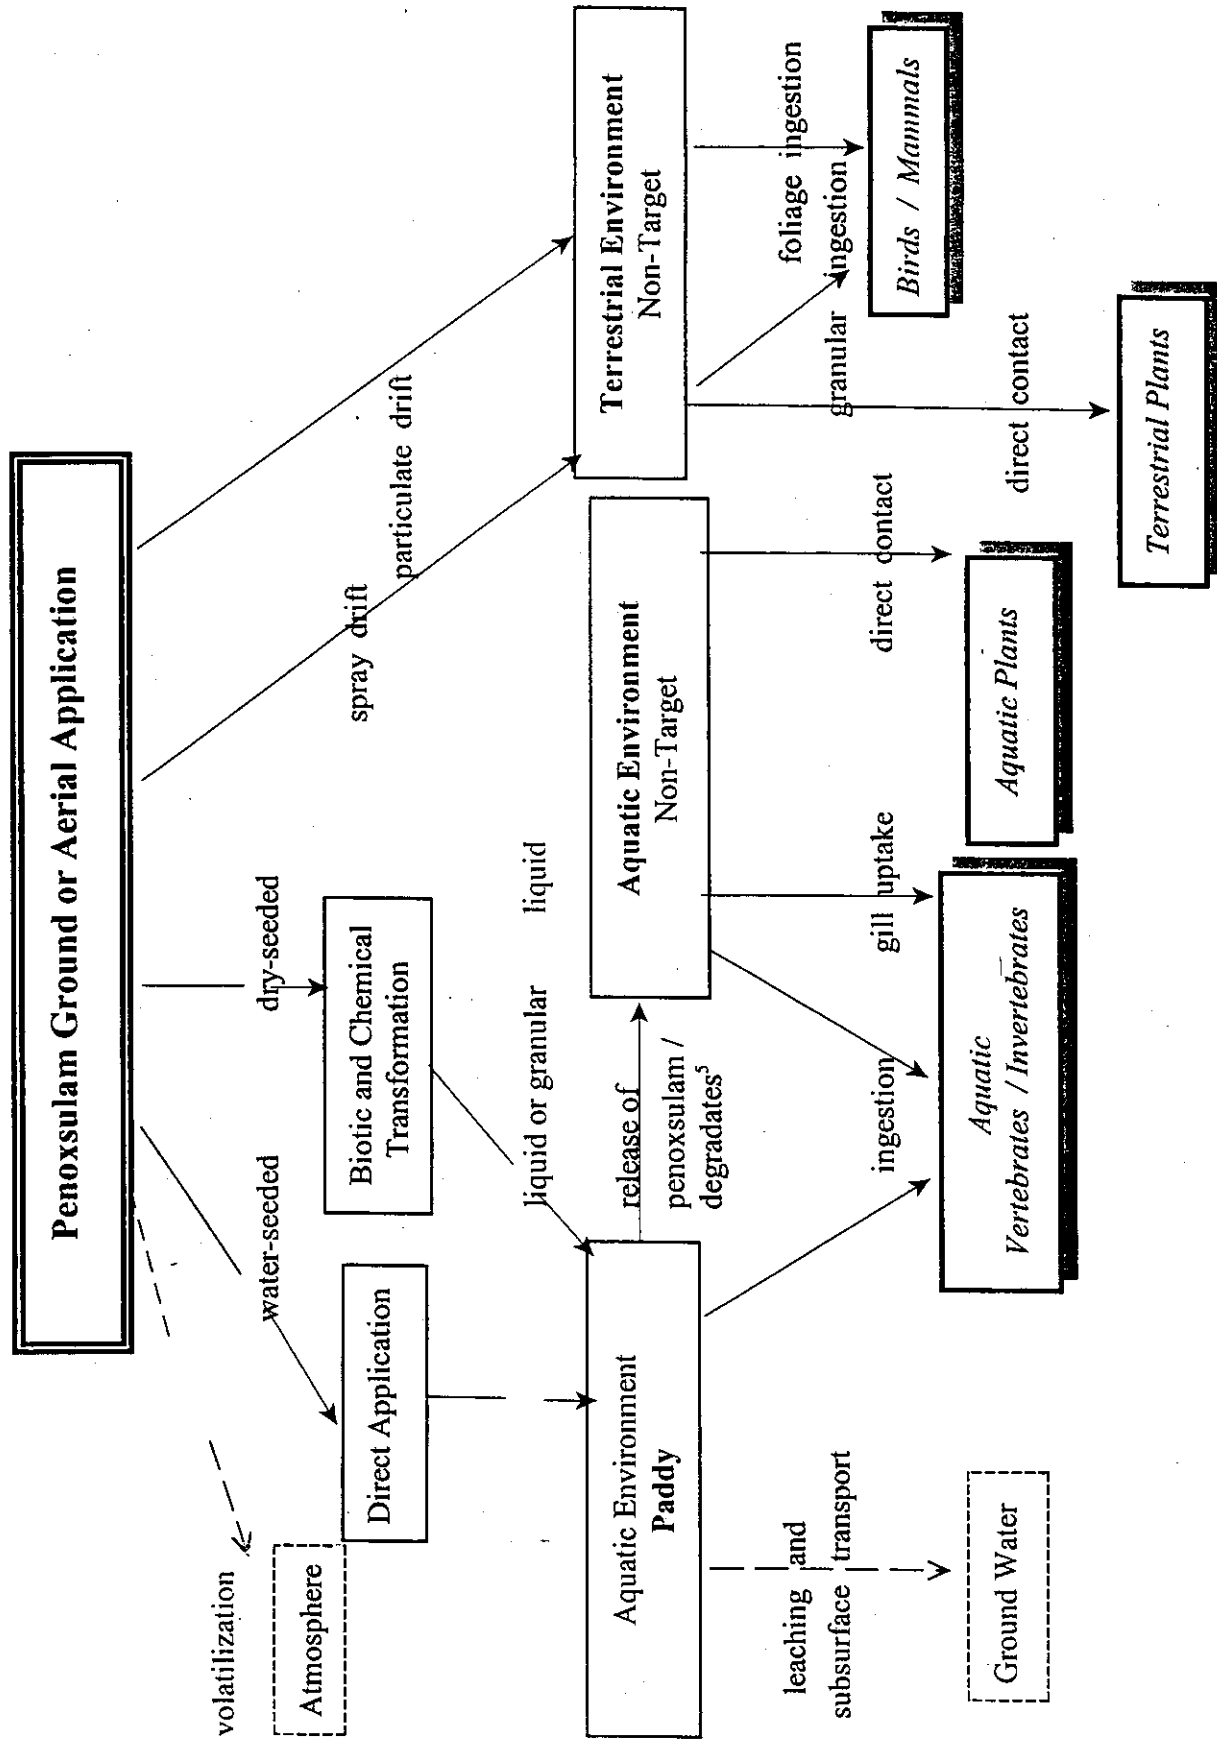 Penoxsulam Ground or Aerial Application
volatilization
water-seeded
dry-seeded
spray drift
particulate drift
Atmosphere
Direct Application
Biotic and Chemical
Transformation
liquid or granular
liquid
Aquatic Environment
Paddy
release of
penoxsulam /
degradates⁵
Aquatic Environment
Non-Target
Terrestrial Environment
Non-Target
leaching and
subsurface transport
ingestion
gill uptake
direct contact
granular ingestion
foliage ingestion
direct contact
Ground Water
Aquatic
Vertebrates / Invertebrates
Aquatic Plants
Birds / Mammals
Terrestrial Plants